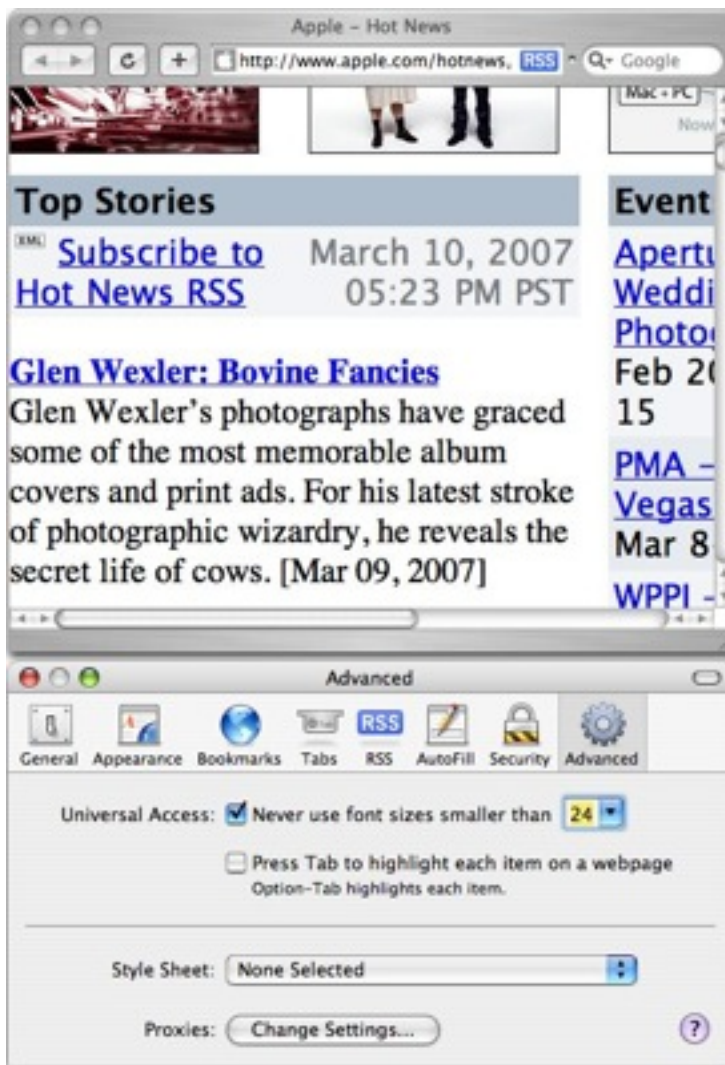 Apple – Hot News
http://www.apple.com/hotnews, RSS Google
Mac + PC
Now
Top Stories
XML Subscribe to
Hot News RSS
March 10, 2007
05:23 PM PST
Glen Wexler: Bovine Fancies
Glen Wexler's photographs have graced
some of the most memorable album
covers and print ads. For his latest stroke
of photographic wizardry, he reveals the
secret life of cows. [Mar 09, 2007]
Event
Apertu
Weddi
Photo
Feb 20
15
PMA –
Vegas
Mar 8
WPPI –
Advanced
RSS
General Appearance Bookmarks Tabs RSS AutoFill Security Advanced
Universal Access: Never use font sizes smaller than 24
Press Tab to highlight each item on a webpage
Option-Tab highlights each item.
Style Sheet: None Selected
Proxies: Change Settings...
?